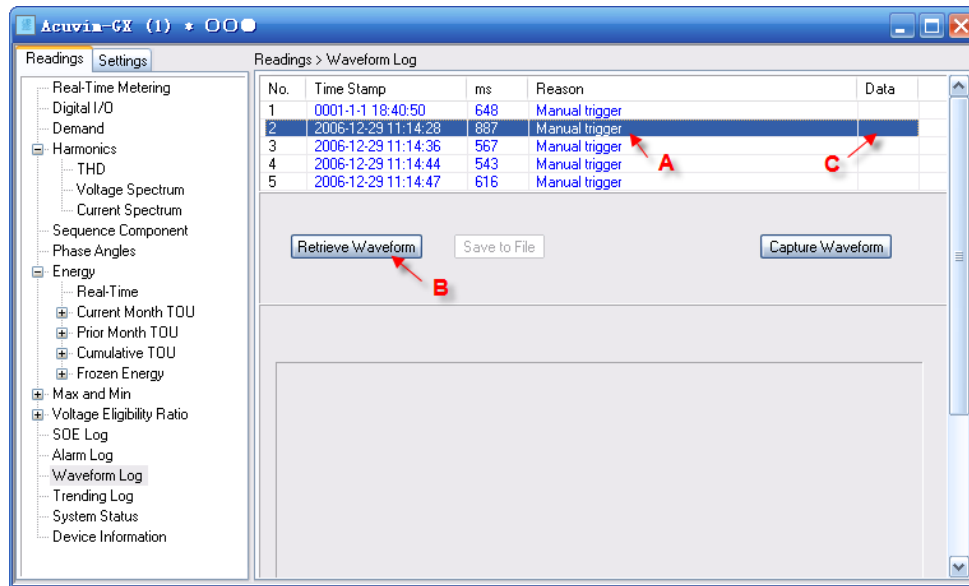 Acuvim-GX (1) * ○○●
Readings Settings
Readings > Waveform Log
Real-Time Metering
Digital I/O
Demand
Harmonics
THD
Voltage Spectrum
Current Spectrum
Sequence Component
Phase Angles
Energy
Real-Time
Current Month TOU
Prior Month TOU
Cumulative TOU
Frozen Energy
Max and Min
Voltage Eligibility Ratio
SOE Log
Alarm Log
Waveform Log
Trending Log
System Status
Device Information
No. Time Stamp ms Reason Data
1 0001-1-1 18:40:50 648 Manual trigger
2 2006-12-29 11:14:28 887 Manual trigger
3 2006-12-29 11:14:36 567 Manual trigger
4 2006-12-29 11:14:44 543 Manual trigger
5 2006-12-29 11:14:47 616 Manual trigger
A
C
Retrieve Waveform Save to File Capture Waveform
B